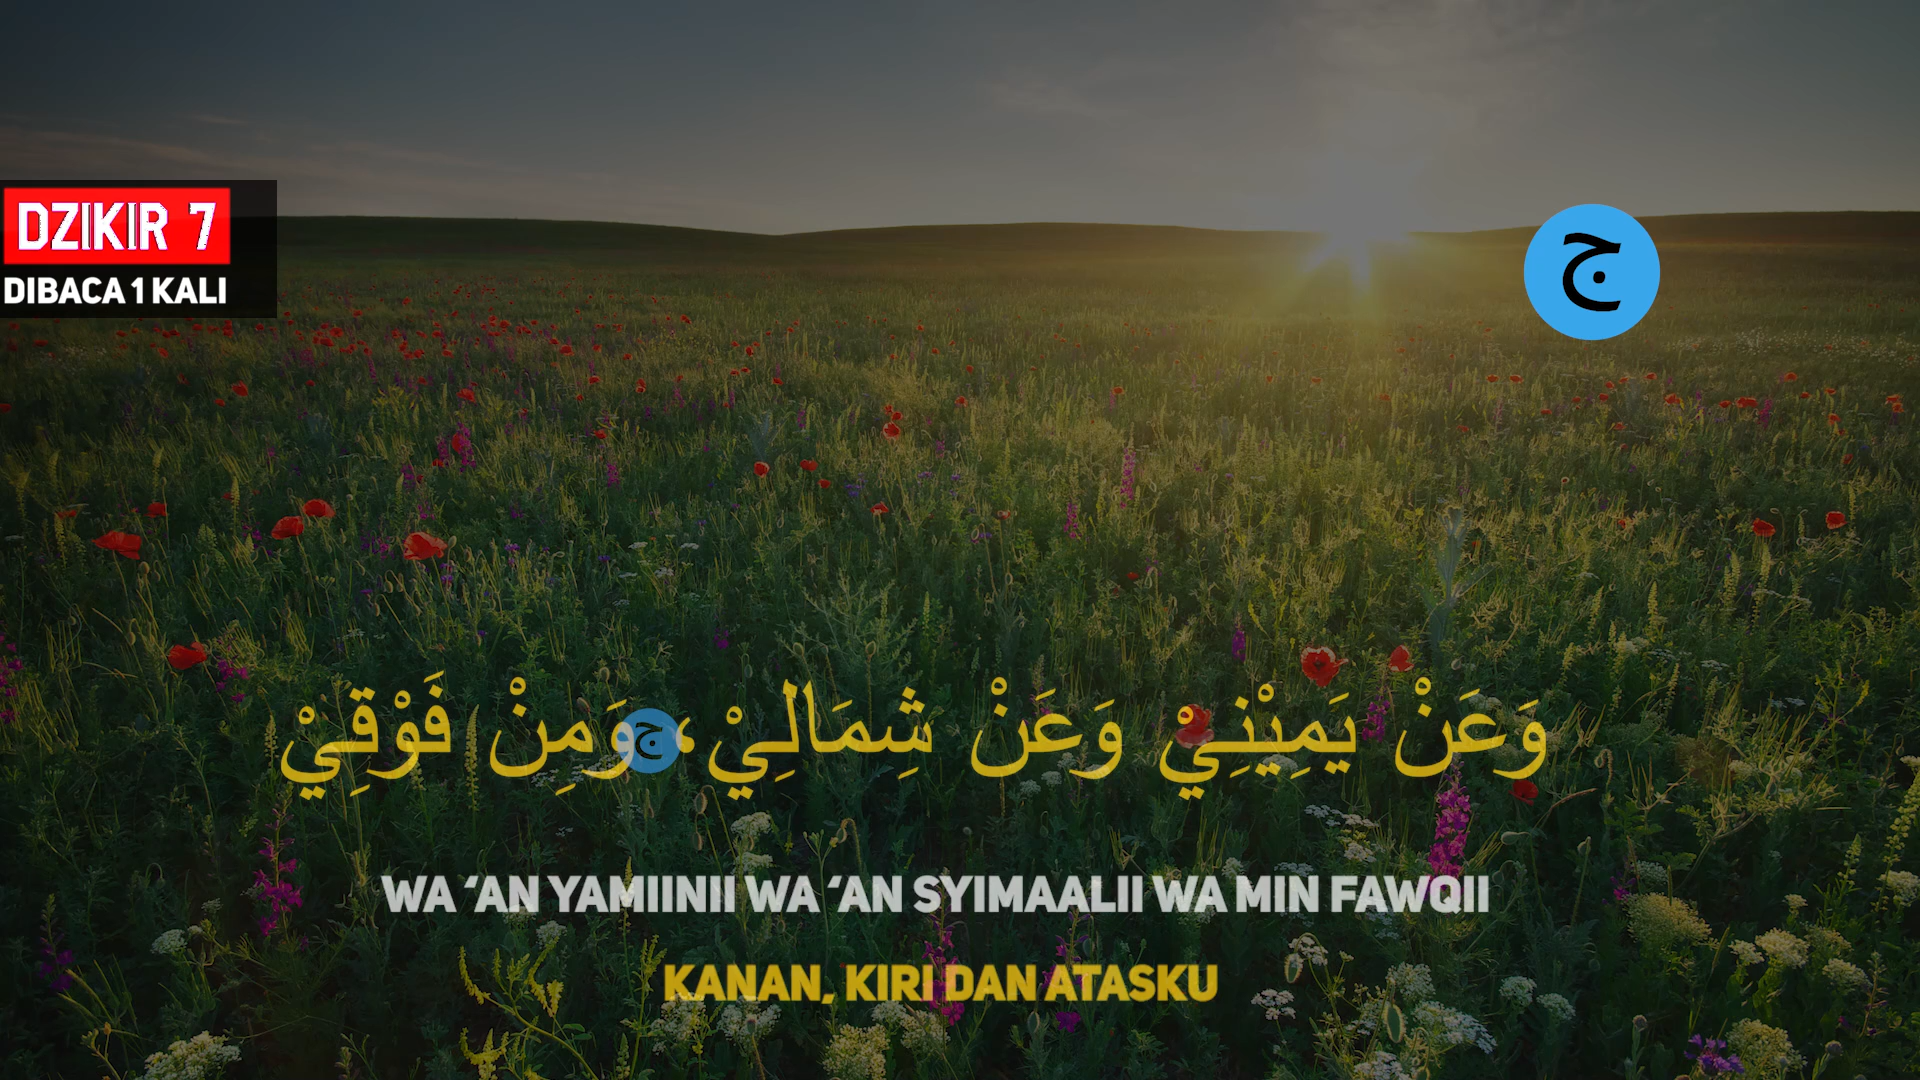 DZIKIR 7
DIBACA 1 KALI
ج
وَعَنْ يَمِيْنِيْ وَعَنْ شِمَالِيْ، وَمِنْ فَوْقِيْ
ج
WA ‘AN YAMIINII WA ‘AN SYIMAALII WA MIN FAWQII
KANAN, KIRI DAN ATASKU